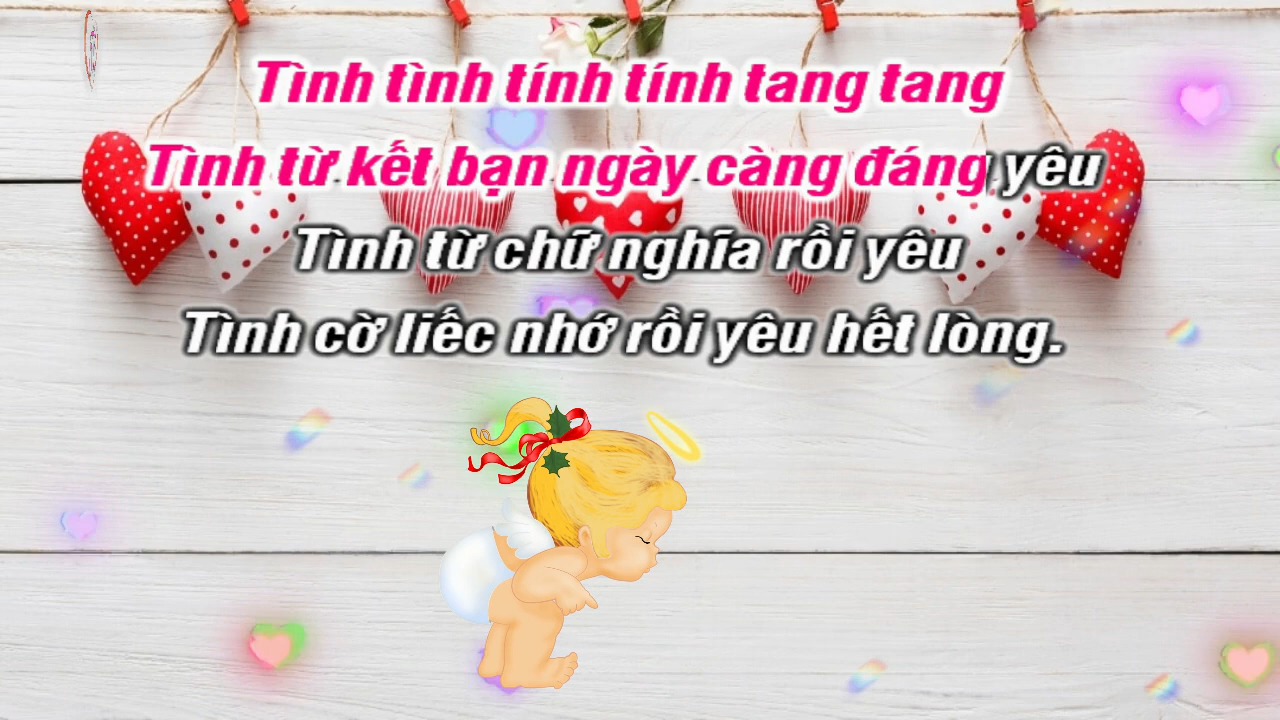 Tình tình tính tính tang tang
Tình từ kết bạn ngày càng đáng yêu
Tình từ chữ nghĩa rồi yêu
Tình cờ liếc nhớ rồi yêu hết lòng.